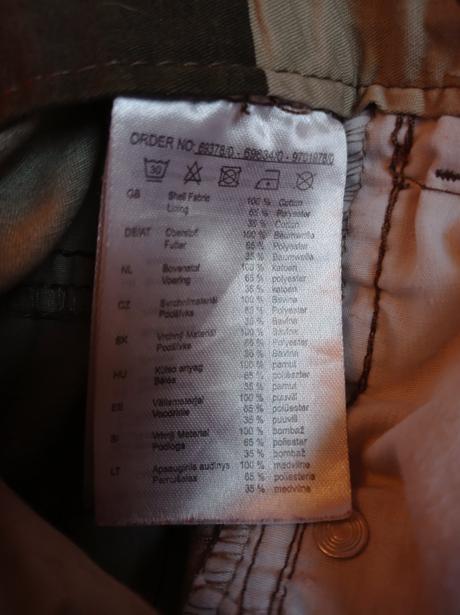 ORDER NO: 69378/0 - 69634/0 - 9701978/0
30
GB Shell Fabric 100 % Cotton
Lining 65 % Polyester
35 % Cotton
DE/AT Oberstoff 100 % Baumwolle
Futter 65 % Polyester
35 % Baumwolle
NL Bovenstof 100 % katoen
Voering 65 % polyester
35 % katoen
CZ Svrchní materiál 100 % Bavlna
Podšívka 65 % Polyester
35 % Bavlna
SK Vrchný Materiál 100 % Bavlna
Podšívka 65 % Polyester
35 % Bavlna
HU Külső anyag 100 % pamut
Bélés 65 % poliészter
35 % pamut
EE Välismaterjal 100 % puuvill
Voodriide 65 % polüester
35 % puuvill
SI Vrhnji Material 100 % bombaž
Podloga 65 % poliester
35 % bombaž
LT Apsauginis audinys 100 % medvilnė
Pamušalas 65 % poliesteris
35 % medvilnė